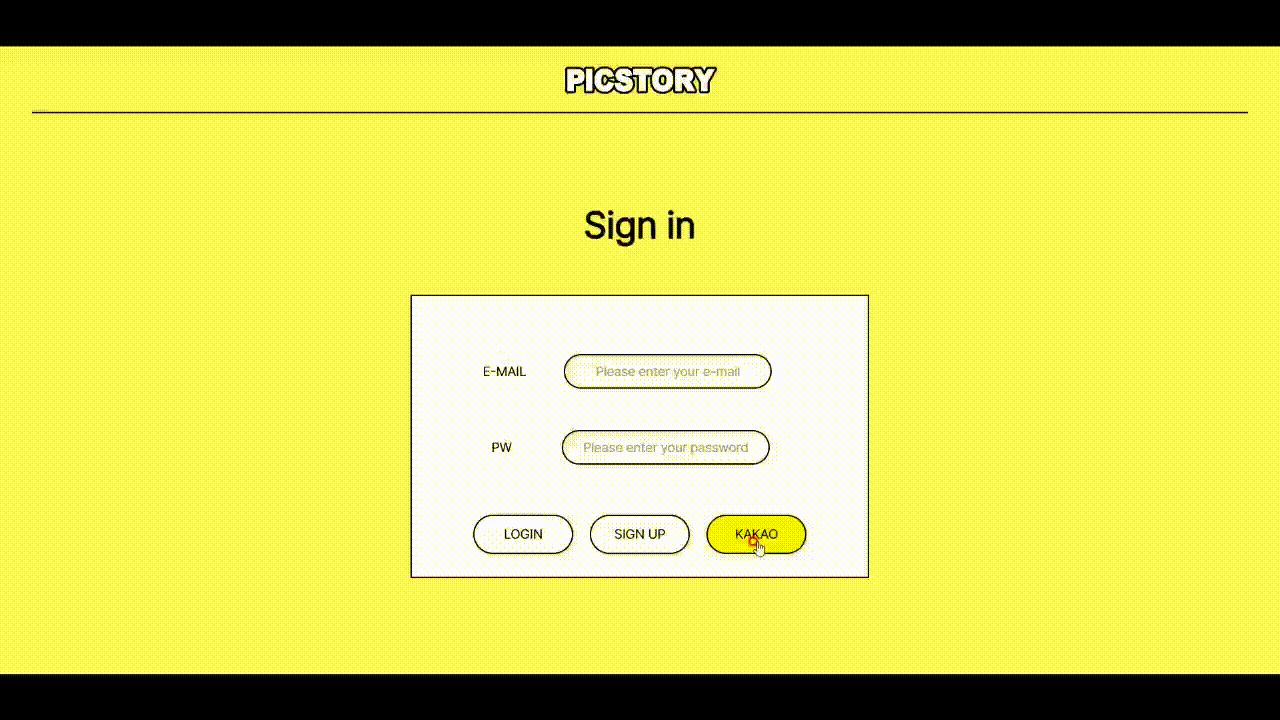 PICSTORY
Sign in
E-MAIL Please enter your e-mail
PW Please enter your password
LOGIN SIGN UP KAKAO